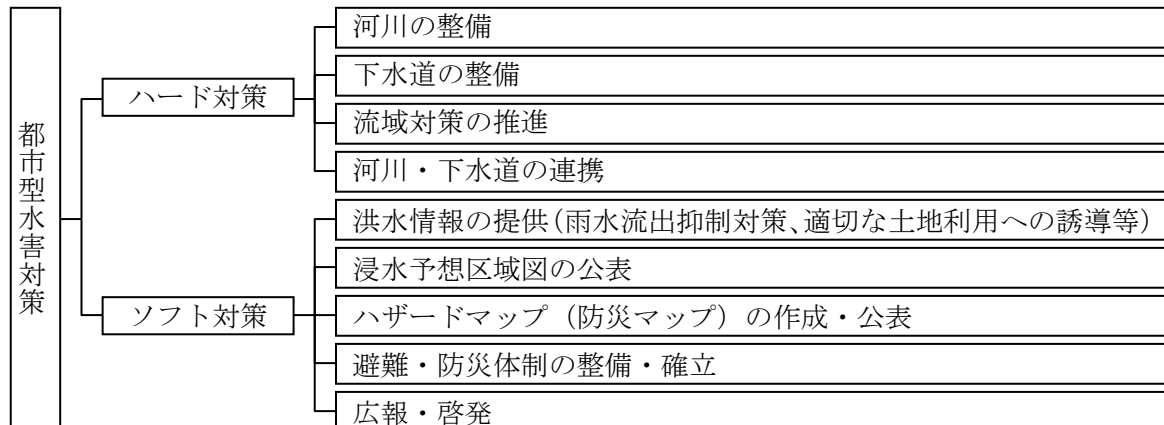 都市型水害対策
ハード対策
河川の整備
下水道の整備
流域対策の推進
河川・下水道の連携
ソフト対策
洪水情報の提供(雨水流出抑制対策、適切な土地利用への誘導等)
浸水予想区域図の公表
ハザードマップ（防災マップ）の作成・公表
避難・防災体制の整備・確立
広報・啓発